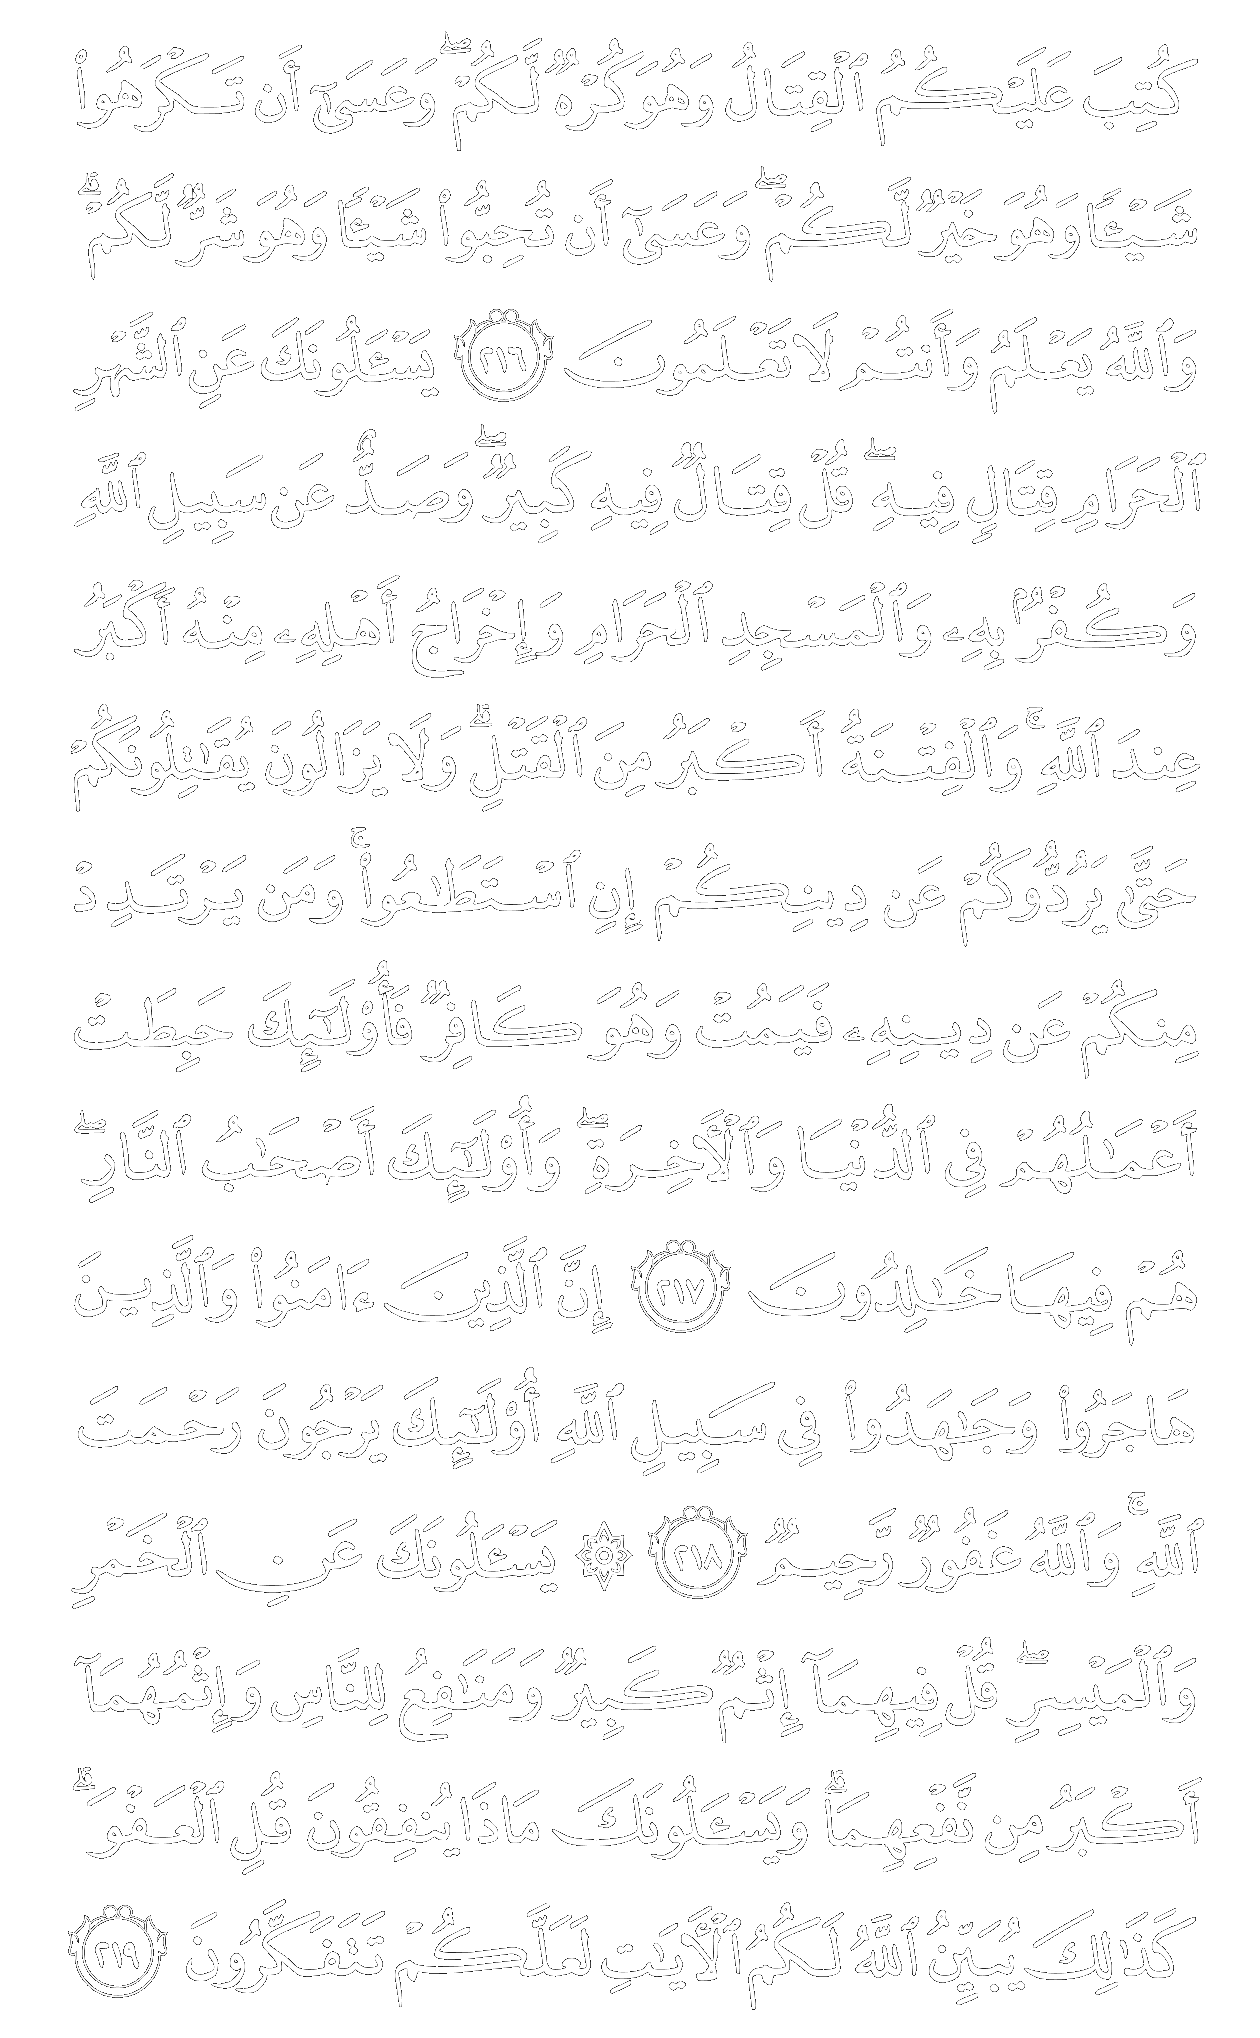 كُتِبَ عَلَيْكُمُ ٱلْقِتَالُ وَهُوَ كُرْهٌ لَّكُمْ ۖ وَعَسَىٰٓ أَن تَكْرَهُوا۟
شَيْـًٔا وَهُوَ خَيْرٌ لَّكُمْ ۖ وَعَسَىٰٓ أَن تُحِبُّوا۟ شَيْـًٔا وَهُوَ شَرٌّ لَّكُمْ ۗ
وَٱللَّهُ يَعْلَمُ وَأَنتُمْ لَا تَعْلَمُونَ ٢١٦ يَسْـَٔلُونَكَ عَنِ ٱلشَّهْرِ
ٱلْحَرَامِ قِتَالٍ فِيهِ ۖ قُلْ قِتَالٌ فِيهِ كَبِيرٌ ۖ وَصَدٌّ عَن سَبِيلِ ٱللَّهِ
وَكُفْرٌۢ بِهِۦ وَٱلْمَسْجِدِ ٱلْحَرَامِ وَإِخْرَاجُ أَهْلِهِۦ مِنْهُ أَكْبَرُ
عِندَ ٱللَّهِ ۚ وَٱلْفِتْنَةُ أَكْبَرُ مِنَ ٱلْقَتْلِ ۗ وَلَا يَزَالُونَ يُقَـٰتِلُونَكُمْ
حَتَّىٰ يَرُدُّوكُمْ عَن دِينِكُمْ إِنِ ٱسْتَطَـٰعُوا۟ ۚ وَمَن يَرْتَدِدْ
مِنكُمْ عَن دِينِهِۦ فَيَمُتْ وَهُوَ كَافِرٌ فَأُو۟لَـٰٓئِكَ حَبِطَتْ
أَعْمَـٰلُهُمْ فِى ٱلدُّنْيَا وَٱلْـَٔاخِرَةِ ۖ وَأُو۟لَـٰٓئِكَ أَصْحَـٰبُ ٱلنَّارِ ۖ
هُمْ فِيهَا خَـٰلِدُونَ ٢١٧ إِنَّ ٱلَّذِينَ ءَامَنُوا۟ وَٱلَّذِينَ
هَاجَرُوا۟ وَجَـٰهَدُوا۟ فِى سَبِيلِ ٱللَّهِ أُو۟لَـٰٓئِكَ يَرْجُونَ رَحْمَتَ
ٱللَّهِ ۚ وَٱللَّهُ غَفُورٌ رَّحِيمٌ ٢١٨ ۞ يَسْـَٔلُونَكَ عَنِ ٱلْخَمْرِ
وَٱلْمَيْسِرِ ۖ قُلْ فِيهِمَآ إِثْمٌ كَبِيرٌ وَمَنَـٰفِعُ لِلنَّاسِ وَإِثْمُهُمَآ
أَكْبَرُ مِن نَّفْعِهِمَا ۗ وَيَسْـَٔلُونَكَ مَاذَا يُنفِقُونَ قُلِ ٱلْعَفْوَ ۗ
كَذَٰلِكَ يُبَيِّنُ ٱللَّهُ لَكُمُ ٱلْـَٔايَـٰتِ لَعَلَّكُمْ تَتَفَكَّرُونَ ٢١٩